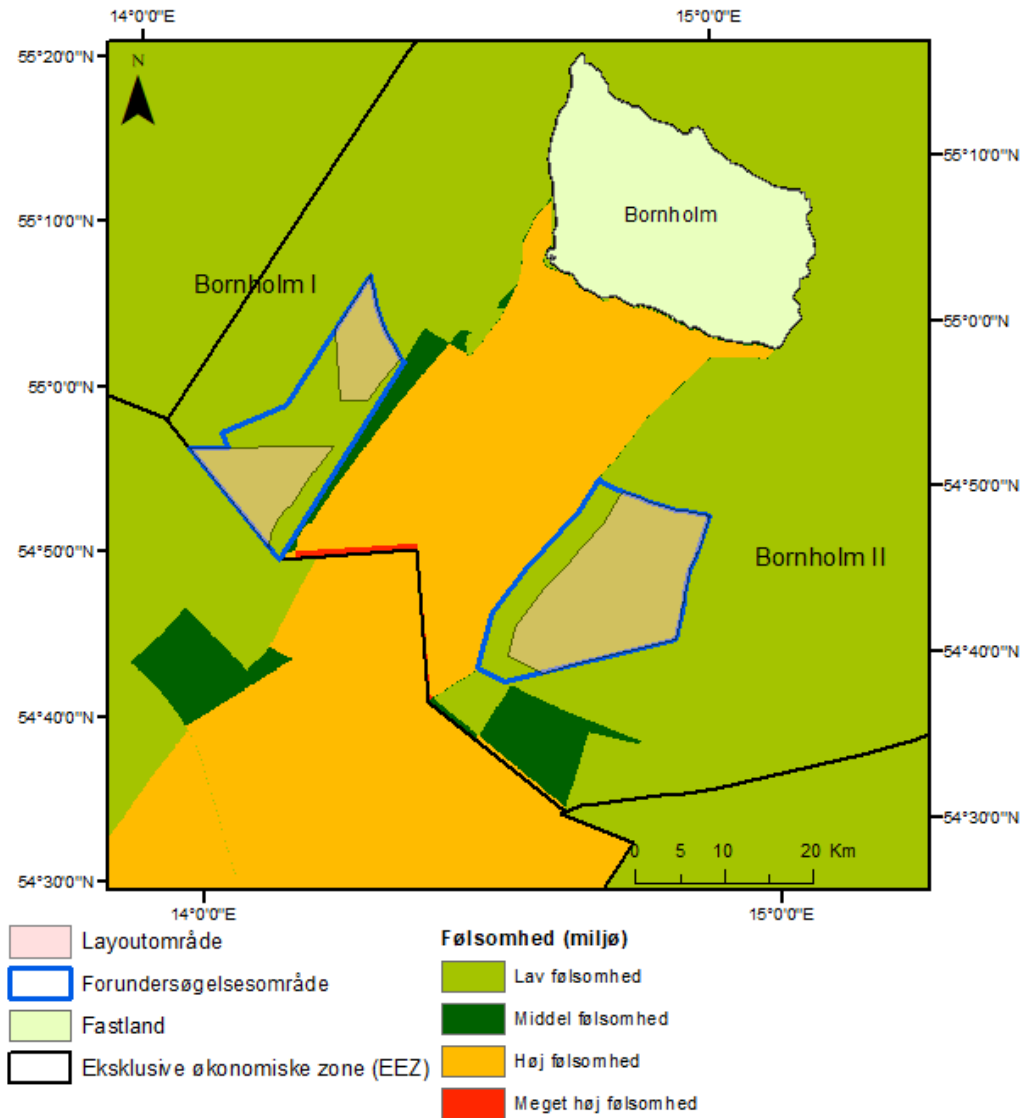 14°0'0"E 15°0'0"E
55°20'0"N
N
55°10'0"N
Bornholm
55°10'0"N
Bornholm I
55°0'0"N
55°0'0"N
54°50'0"N
54°50'0"N
Bornholm II
54°40'0"N
54°40'0"N
54°30'0"N
0 5 10 20 Km
54°30'0"N
14°0'0"E 15°0'0"E
Layoutområde
Forundersøgelsesområde
Fastland
Eksklusive økonomiske zone (EEZ)
Følsomhed (miljø)
Lav følsomhed
Middel følsomhed
Høj følsomhed
Meget høj følsomhed